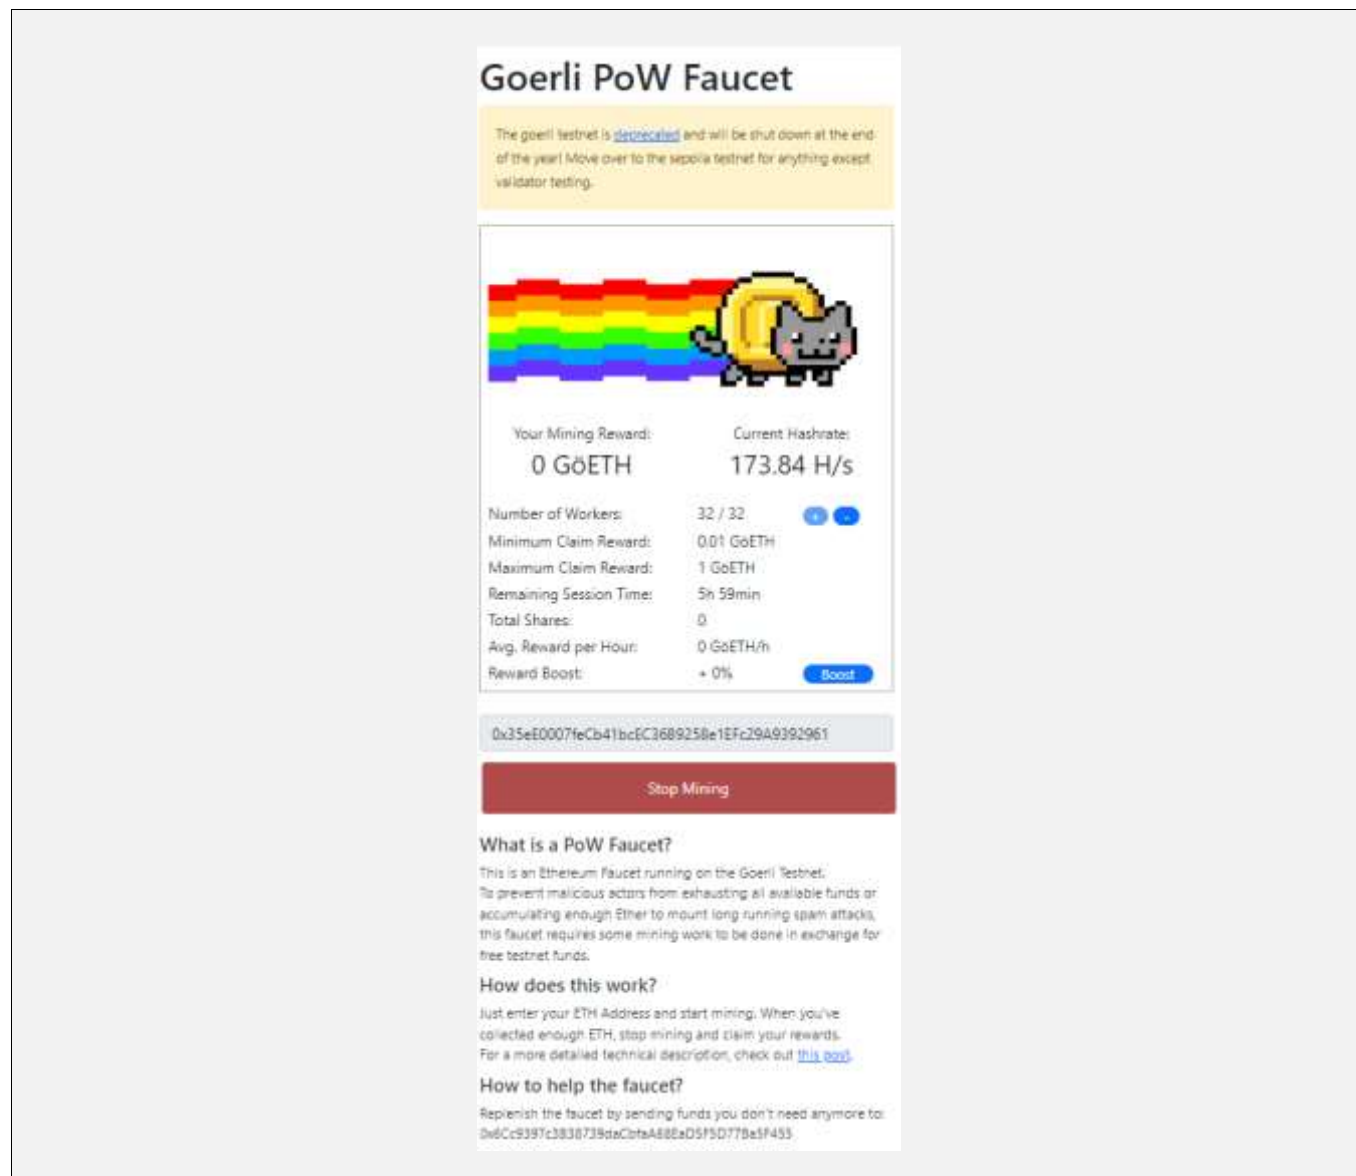 Goerli PoW Faucet
The goerli testnet is deprecated and will be shut down at the end
of the year! Move over to the sepolia testnet for anything except
validator testing.
Your Mining Reward:
0 GöETH
Current Hashrate:
173.84 H/s
Number of Workers: 32 / 32 + -
Minimum Claim Reward: 0.01 GöETH
Maximum Claim Reward: 1 GöETH
Remaining Session Time: 5h 59min
Total Shares: 0
Avg. Reward per Hour: 0 GöETH/h
Reward Boost: + 0% Boost
0x35eE0007feCb41bcEC3689258e1EFc29A9392961
Stop Mining
What is a PoW Faucet?
This is an Ethereum Faucet running on the Goerli Testnet.
To prevent malicious actors from exhausting all available funds or
accumulating enough Ether to mount long running spam attacks,
this faucet requires some mining work to be done in exchange for
free testnet funds.
How does this work?
Just enter your ETH Address and start mining. When you've
collected enough ETH, stop mining and claim your rewards.
For a more detailed technical description, check out this post.
How to help the faucet?
Replenish the faucet by sending funds you don't need anymore to: